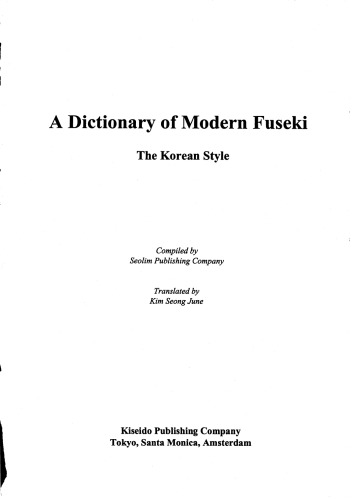 A Dictionary of Modern Fuseki
The Korean Style
Compiled by
Seolim Publishing Company
Translated by
Kim Seong June
Kiseido Publishing Company
Tokyo, Santa Monica, Amsterdam